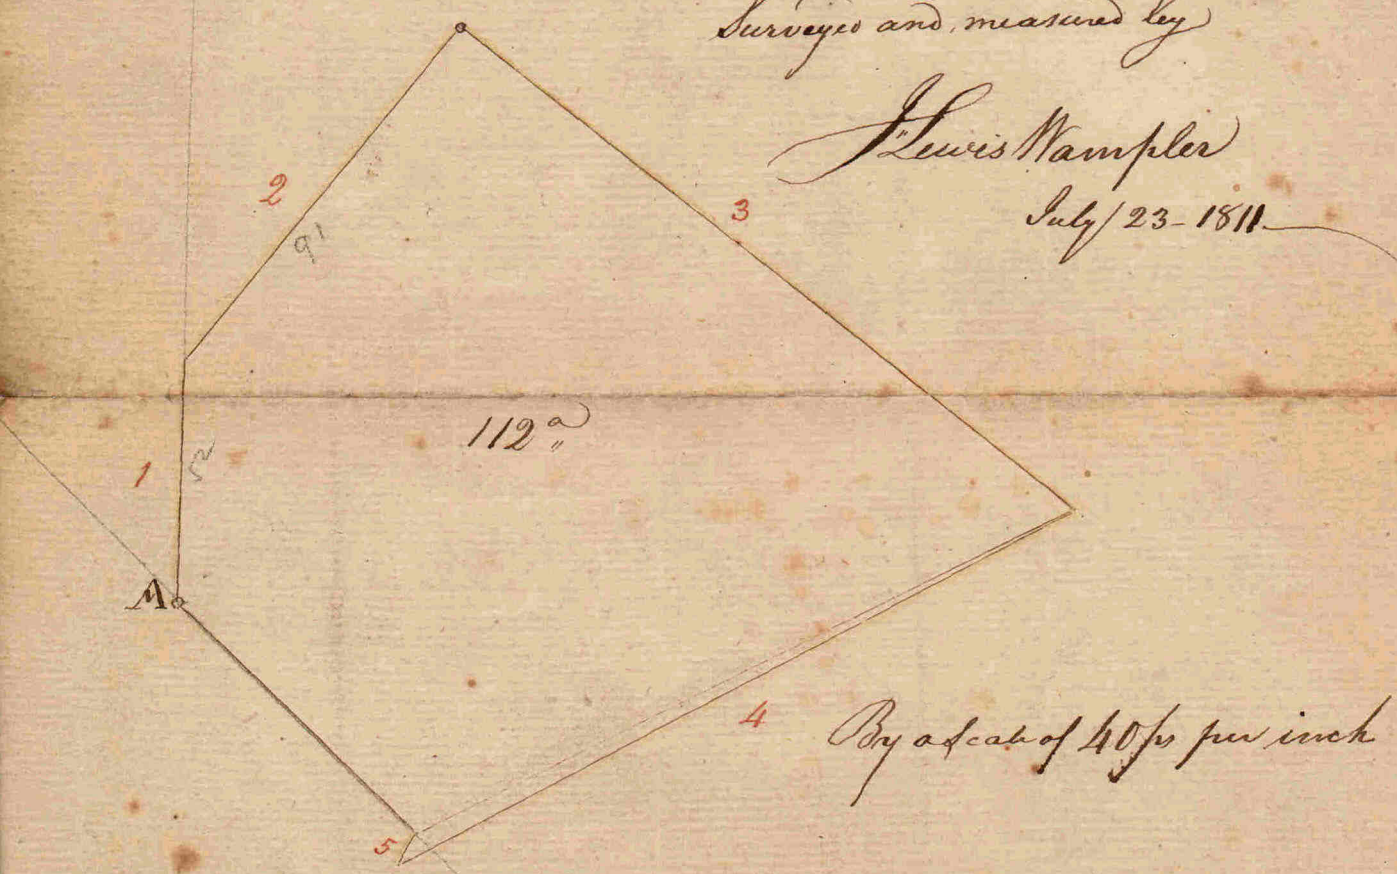 Surveyed and measured by
J Lewis Wampler
July 23 - 1811
2
91
3
112 a
1
52
A
4
By a Scale of 40 ps per inch
5